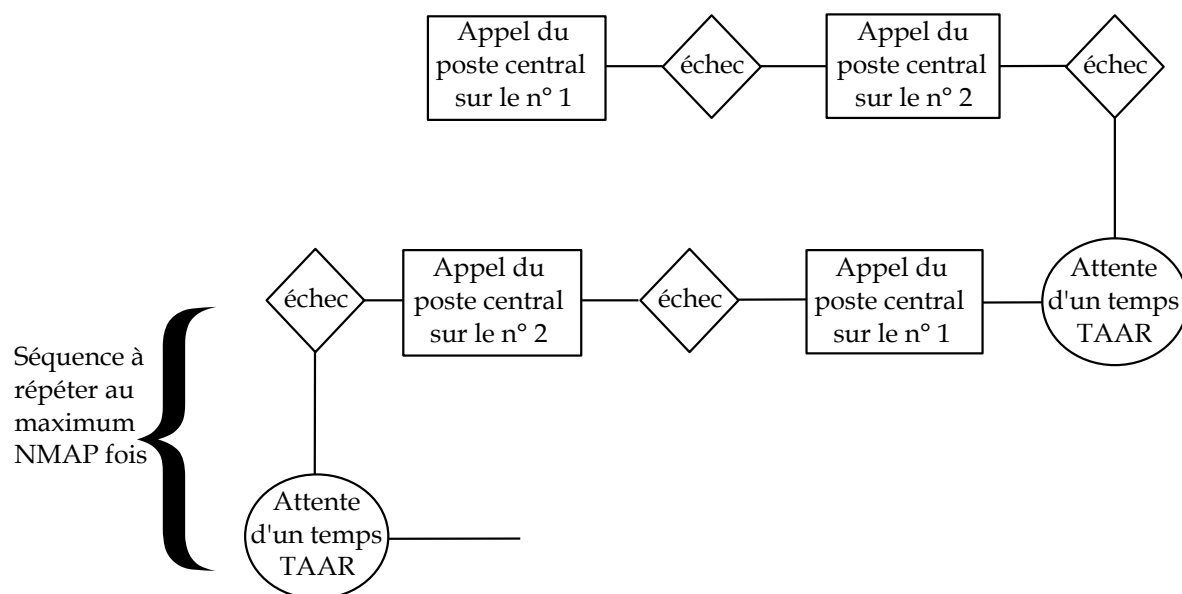 Appel du
poste central
sur le n° 1
échec
Appel du
poste central
sur le n° 2
échec
Attente
d'un temps
TAAR
Appel du
poste central
sur le n° 1
échec
Appel du
poste central
sur le n° 2
échec
Séquence à
répéter au
maximum
NMAP fois
Attente
d'un temps
TAAR